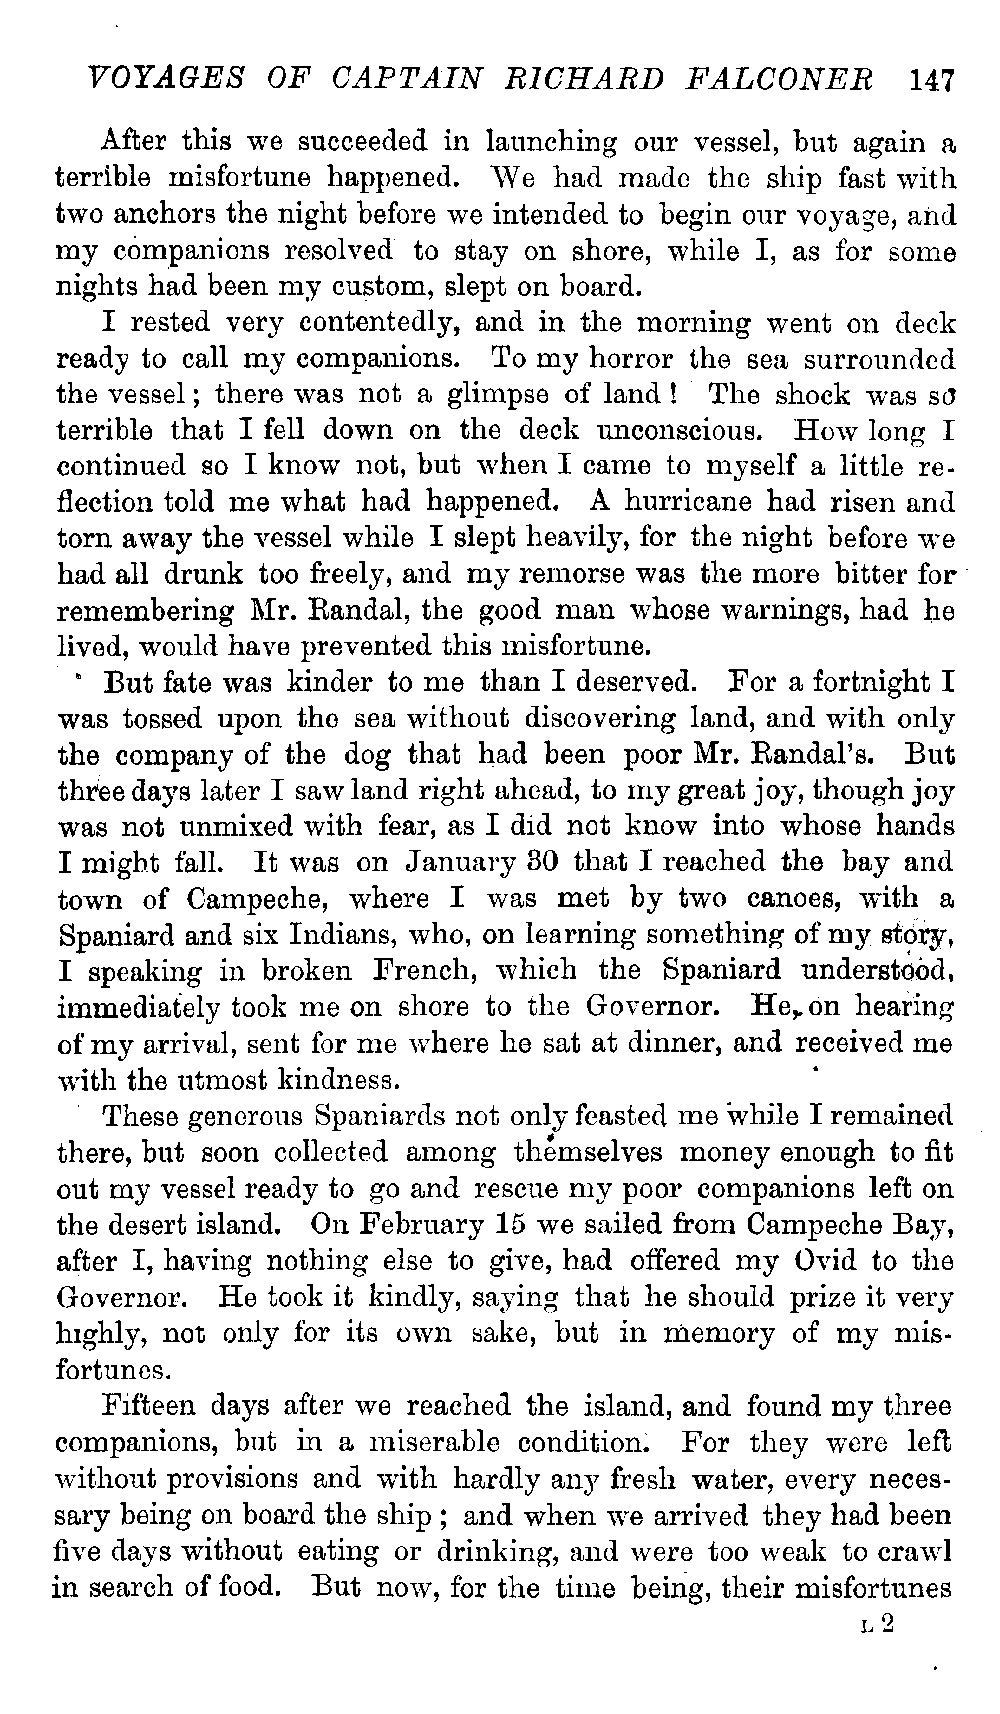 VOYAGES OF CAPTAIN RICHARD FALCONER 147
After this we succeeded in launching our vessel, but again a
terrible misfortune happened. We had made the ship fast with
two anchors the night before we intended to begin our voyage, and
my companions resolved to stay on shore, while I, as for some
nights had been my custom, slept on board.
I rested very contentedly, and in the morning went on deck
ready to call my companions. To my horror the sea surrounded
the vessel; there was not a glimpse of land! The shock was so
terrible that I fell down on the deck unconscious. How long I
continued so I know not, but when I came to myself a little re-
flection told me what had happened. A hurricane had risen and
torn away the vessel while I slept heavily, for the night before we
had all drunk too freely, and my remorse was the more bitter for
remembering Mr. Randal, the good man whose warnings, had he
lived, would have prevented this misfortune.
But fate was kinder to me than I deserved. For a fortnight I
was tossed upon the sea without discovering land, and with only
the company of the dog that had been poor Mr. Randal's. But
three days later I saw land right ahead, to my great joy, though joy
was not unmixed with fear, as I did not know into whose hands
I might fall. It was on January 30 that I reached the bay and
town of Campeche, where I was met by two canoes, with a
Spaniard and six Indians, who, on learning something of my story,
I speaking in broken French, which the Spaniard understood,
immediately took me on shore to the Governor. He, on hearing
of my arrival, sent for me where he sat at dinner, and received me
with the utmost kindness.
These generous Spaniards not only feasted me while I remained
there, but soon collected among themselves money enough to fit
out my vessel ready to go and rescue my poor companions left on
the desert island. On February 15 we sailed from Campeche Bay,
after I, having nothing else to give, had offered my Ovid to the
Governor. He took it kindly, saying that he should prize it very
highly, not only for its own sake, but in memory of my mis-
fortunes.
Fifteen days after we reached the island, and found my three
companions, but in a miserable condition. For they were left
without provisions and with hardly any fresh water, every neces-
sary being on board the ship; and when we arrived they had been
five days without eating or drinking, and were too weak to crawl
in search of food. But now, for the time being, their misfortunes
L 2